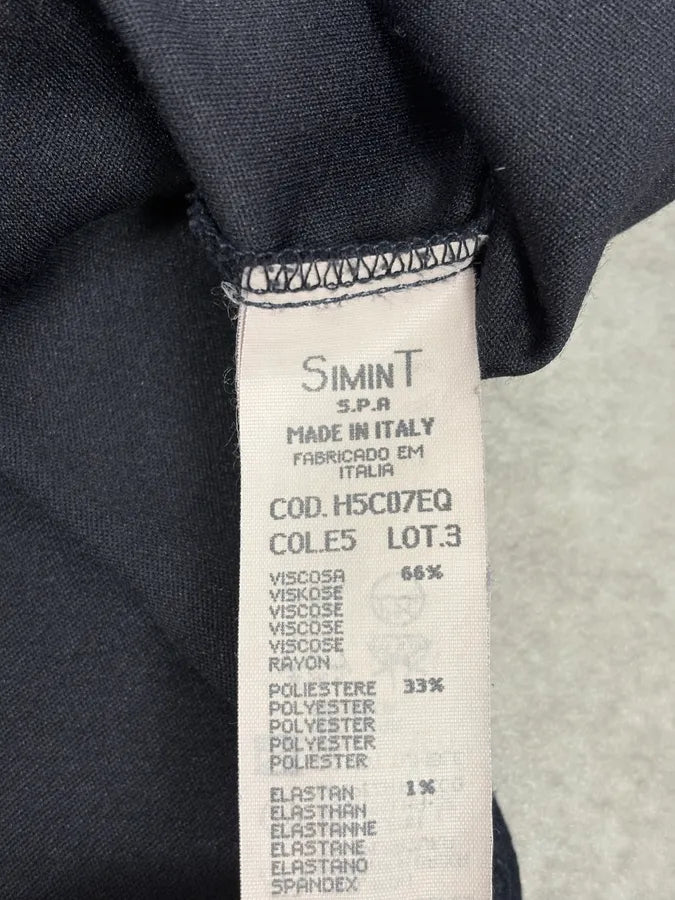 SIMINT
S.P.A
MADE IN ITALY
FABRICADO EM
ITALIA
COD. H5C07EQ
COL.E5 LOT.3
VISCOSA 66%
VISKOSE
VISCOSE
VISCOSE
VISCOSE
RAYON
POLIESTERE 33%
POLYESTER
POLYESTER
POLYESTER
POLIESTER
ELASTAN 1%
ELASTHAN
ELASTHANNE
ELASTANE
ELASTANO
SPANDEX